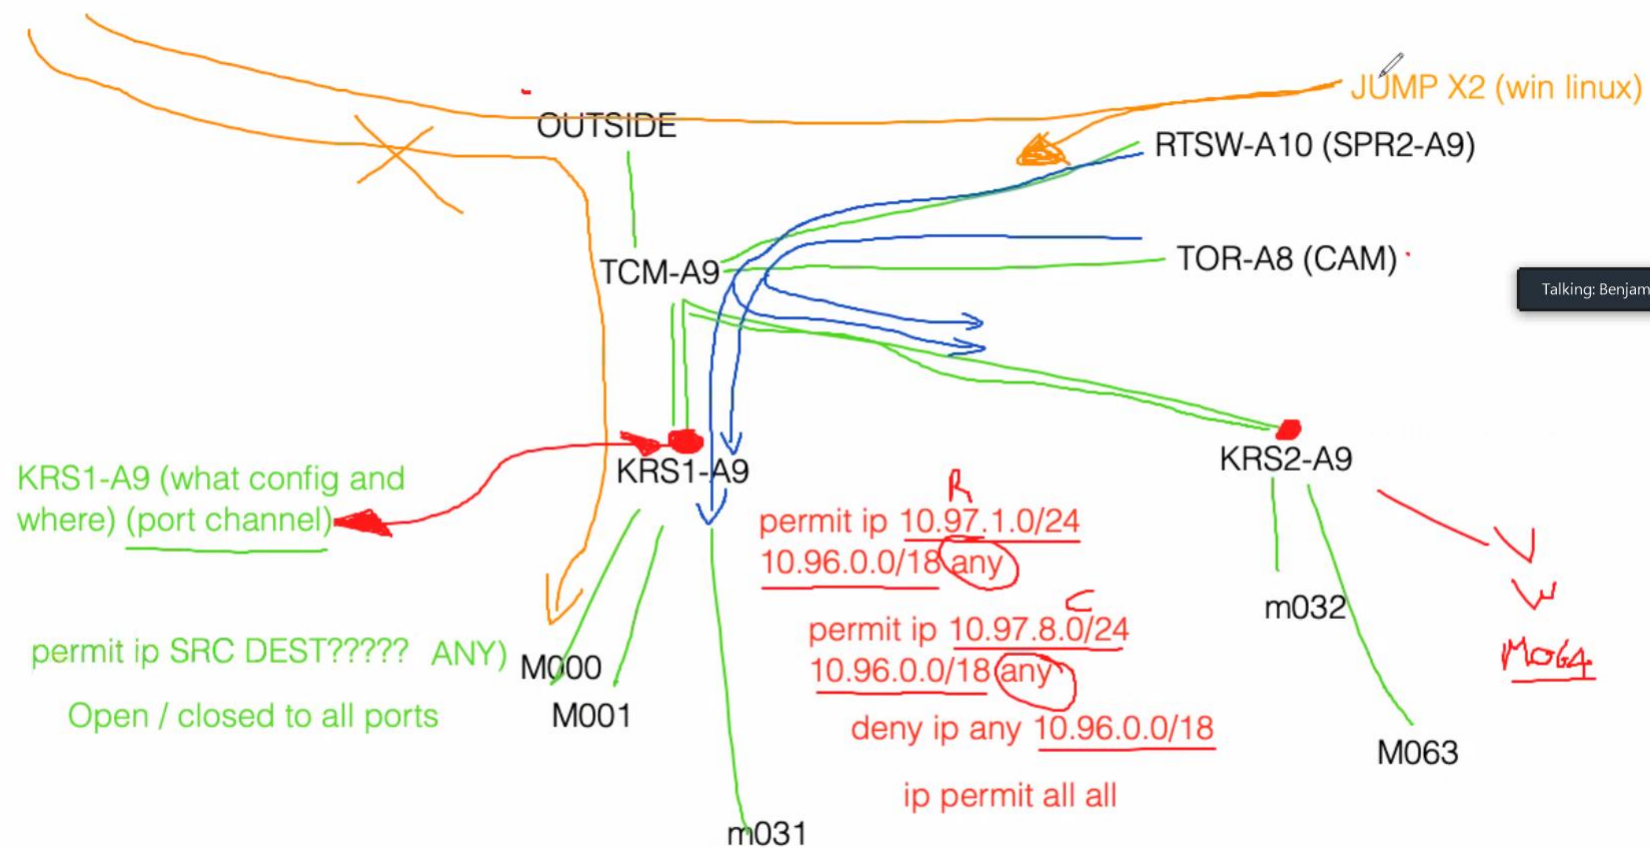 JUMP X2 (win linux)
OUTSIDE
RTSW-A10 (SPR2-A9)
TCM-A9
TOR-A8 (CAM)
Talking: Benjam
KRS1-A9
KRS2-A9
KRS1-A9 (what config and
where) (port channel)
R
permit ip 10.97.1.0/24
10.96.0.0/18 any
C
permit ip 10.97.8.0/24
10.96.0.0/18 any
deny ip any 10.96.0.0/18
ip permit all all
permit ip SRC DEST????? ANY)
Open / closed to all ports
M000
M001
m031
m032
M064
M063